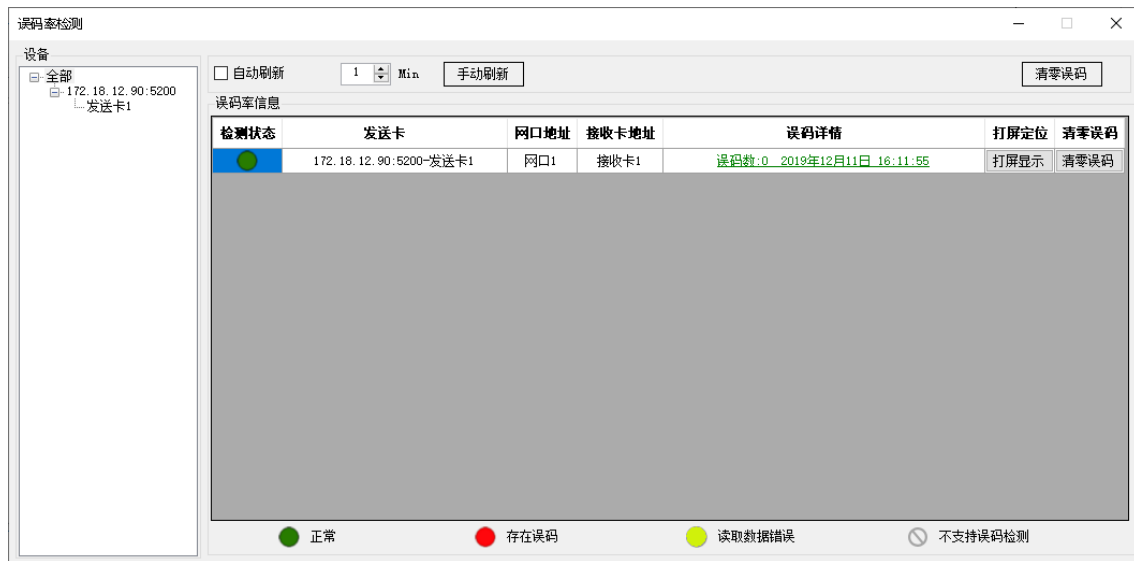 误码率检测
设备
全部
172.18.12.90:5200
发送卡1
自动刷新 1 Min 手动刷新 清零误码
误码率信息
检测状态 发送卡 网口地址 接收卡地址 误码详情 打屏定位 清零误码
172.18.12.90:5200-发送卡1 网口1 接收卡1 误码数:0 2019年12月11日 16:11:55 打屏显示 清零误码
正常 存在误码 读取数据错误 不支持误码检测